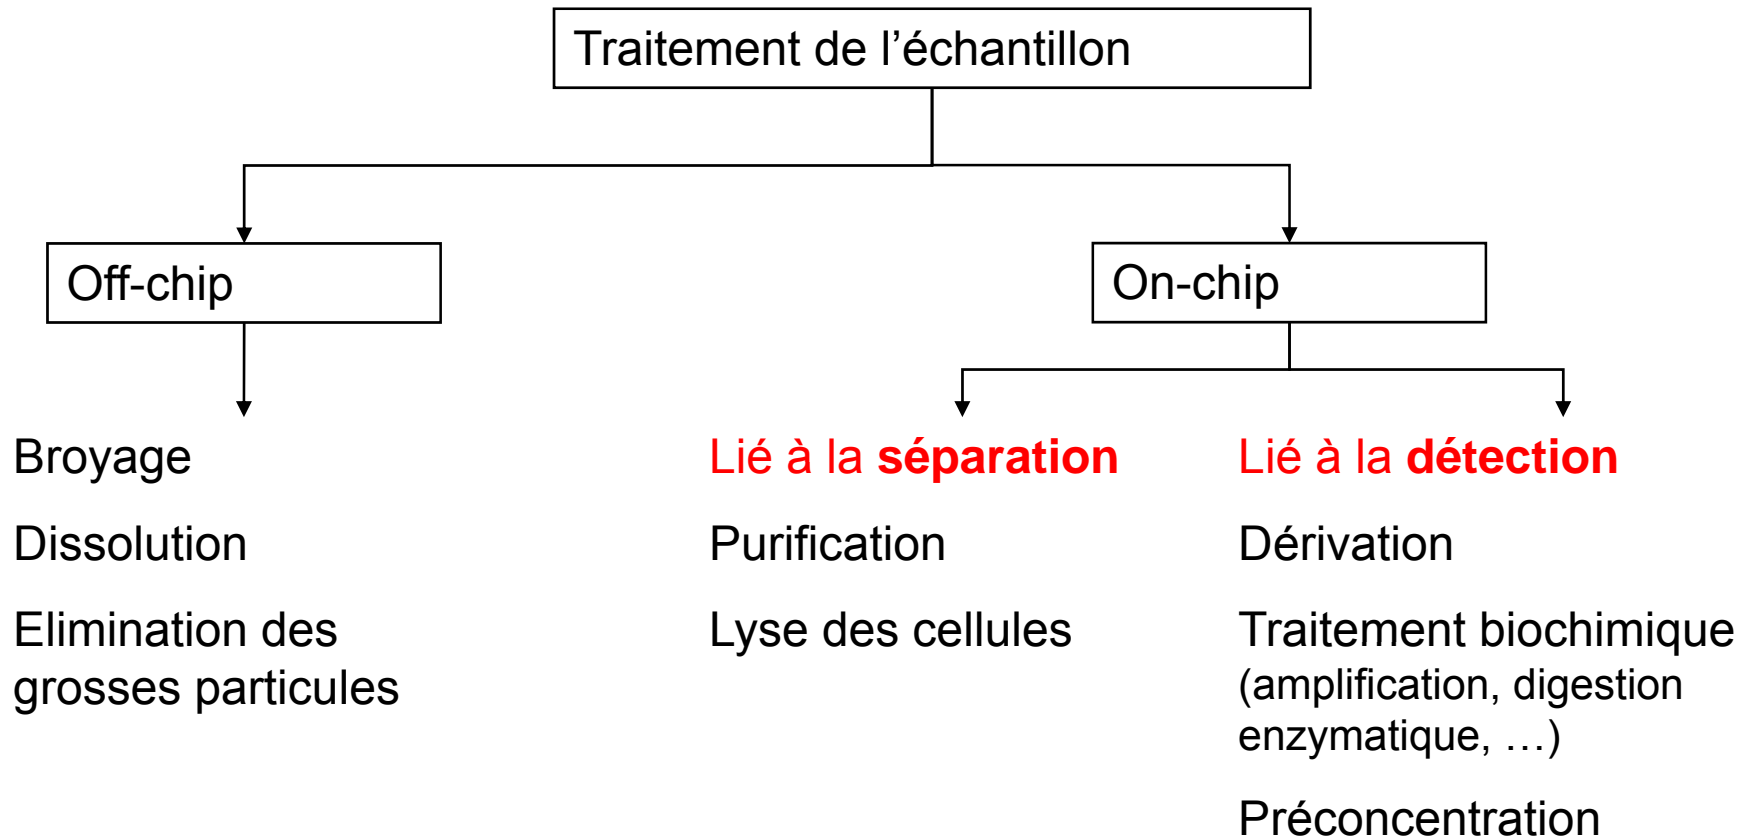 Traitement de l’échantillon
Off-chip
On-chip
Broyage
Dissolution
Elimination des
grosses particules
Lié à la séparation
Purification
Lyse des cellules
Lié à la détection
Dérivation
Traitement biochimique
(amplification, digestion
enzymatique, …)
Préconcentration